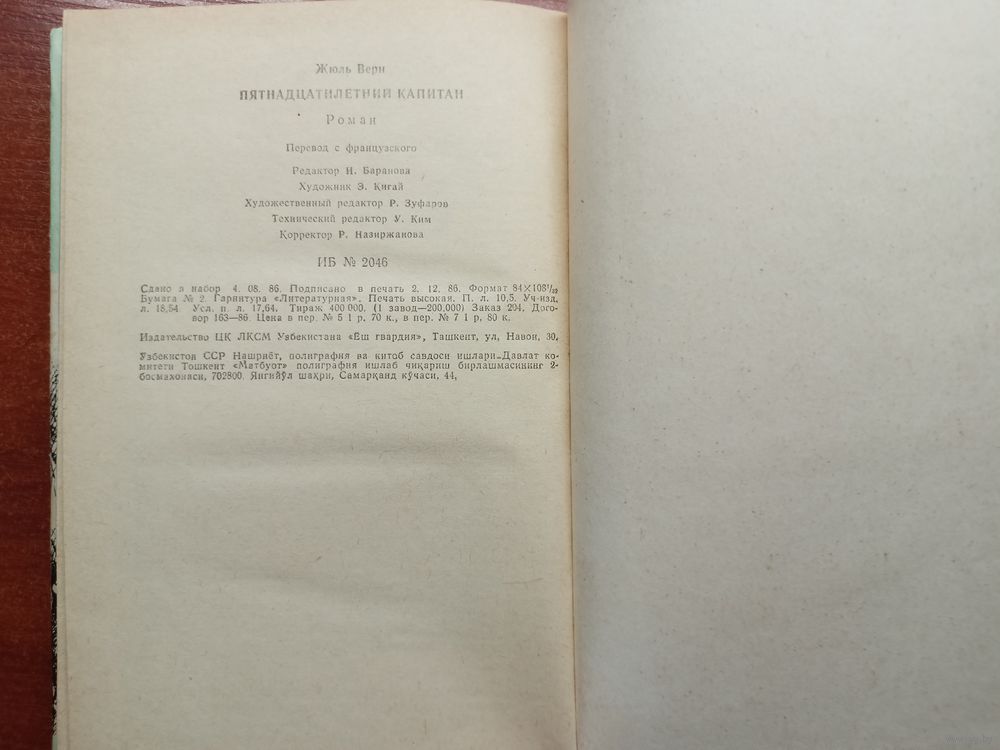 Жюль Верн
ПЯТНАДЦАТИЛЕТНИЙ КАПИТАН
Роман
Перевод с французского
Редактор И. Баранова
Художник Э. Кигай
Художественный редактор Р. Зуфаров
Технический редактор У. Ким
Корректор Р. Назиржанова
ИБ № 2046
Сдано в набор 4. 08. 86. Подписано в печать 2. 12. 86. Формат 84×108¹/₃₂
Бумага № 2. Гарнитура «Литературная». Печать высокая. П. л. 10,5. Уч-изд.
л. 18,54 Усл. п. л. 17,64. Тираж 400 000. (1 завод—200.000) Заказ 204. Дого-
вор 163—86. Цена в пер. № 5 1 р. 70 к., в пер. № 7 1 р. 80 к.
Издательство ЦК ЛКСМ Узбекистана «Ёш гвардия», Ташкент, ул, Навои, 30,
Узбекистон ССР Нашриёт, полиграфия ва китоб савдоси ишлари Давлат ко-
митети Тошкент «Матбуот» полиграфия ишлаб чиқариш бирлашмасининг 2-
босмахонаси, 702800. Янгийўл шаҳри, Самарқанд кўчаси, 44,